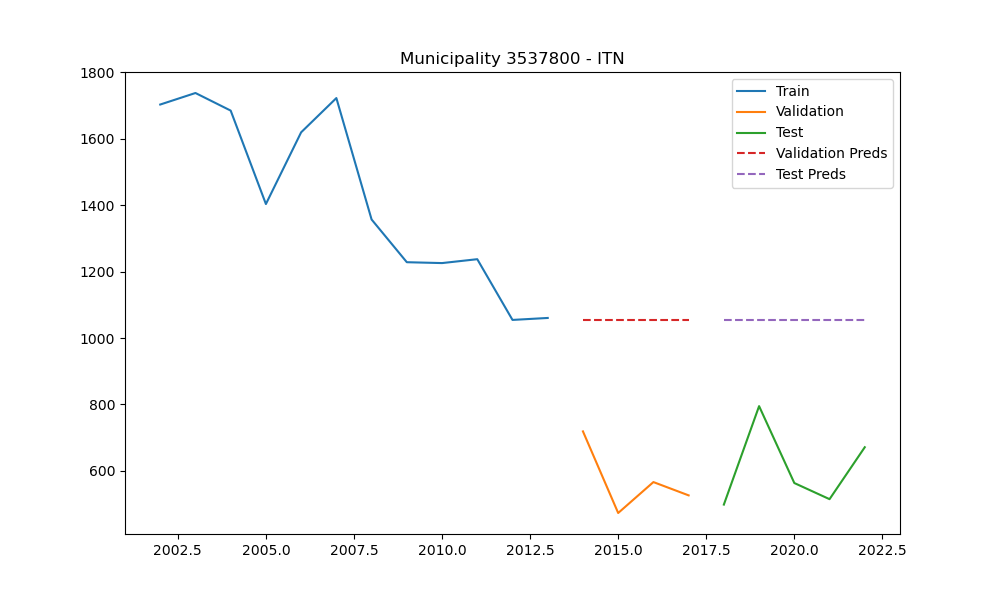 Municipality 3537800 - ITN
1800
1600
1400
1200
1000
800
600
2002.5 2005.0 2007.5 2010.0 2012.5 2015.0 2017.5 2020.0 2022.5
Train
Validation
Test
Validation Preds
Test Preds